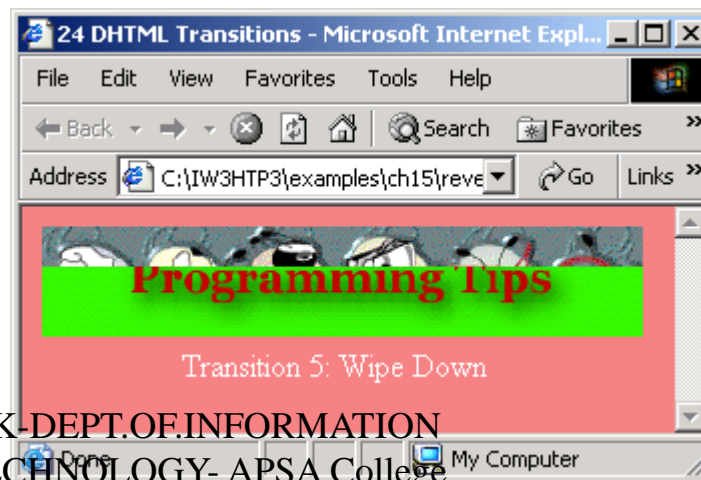 24 DHTML Transitions - Microsoft Internet Expl...
File Edit View Favorites Tools Help
Back Search Favorites »
Address C:\IW3HTP3\examples\ch15\reve Go Links »
Programming Tips
Transition 5: Wipe Down
K-DEPT.OF.INFORMATION
Done My Computer
ECHNOLOGY- APSA College